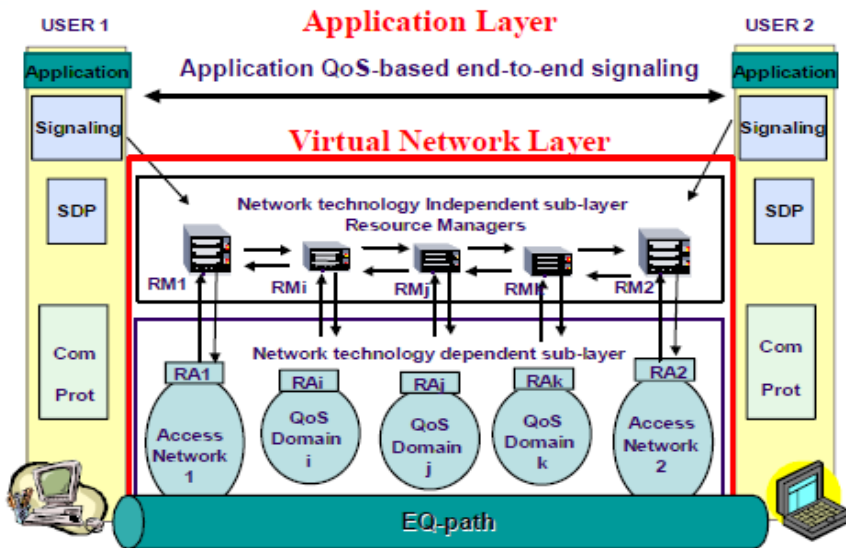 USER 1
Application Layer
USER 2
Application
Application QoS-based end-to-end signaling
Application
Signaling
Signaling
Virtual Network Layer
SDP
Network technology Independent sub-layer
Resource Managers
SDP
RM1
RMi
RMj
RMk
RM2
Com
Prot
Network technology dependent sub-layer
Com
Prot
RA1
RAi
RAj
RAk
RA2
Access
Network
1
QoS
Domain
i
QoS
Domain
j
QoS
Domain
k
Access
Network
2
EQ-path